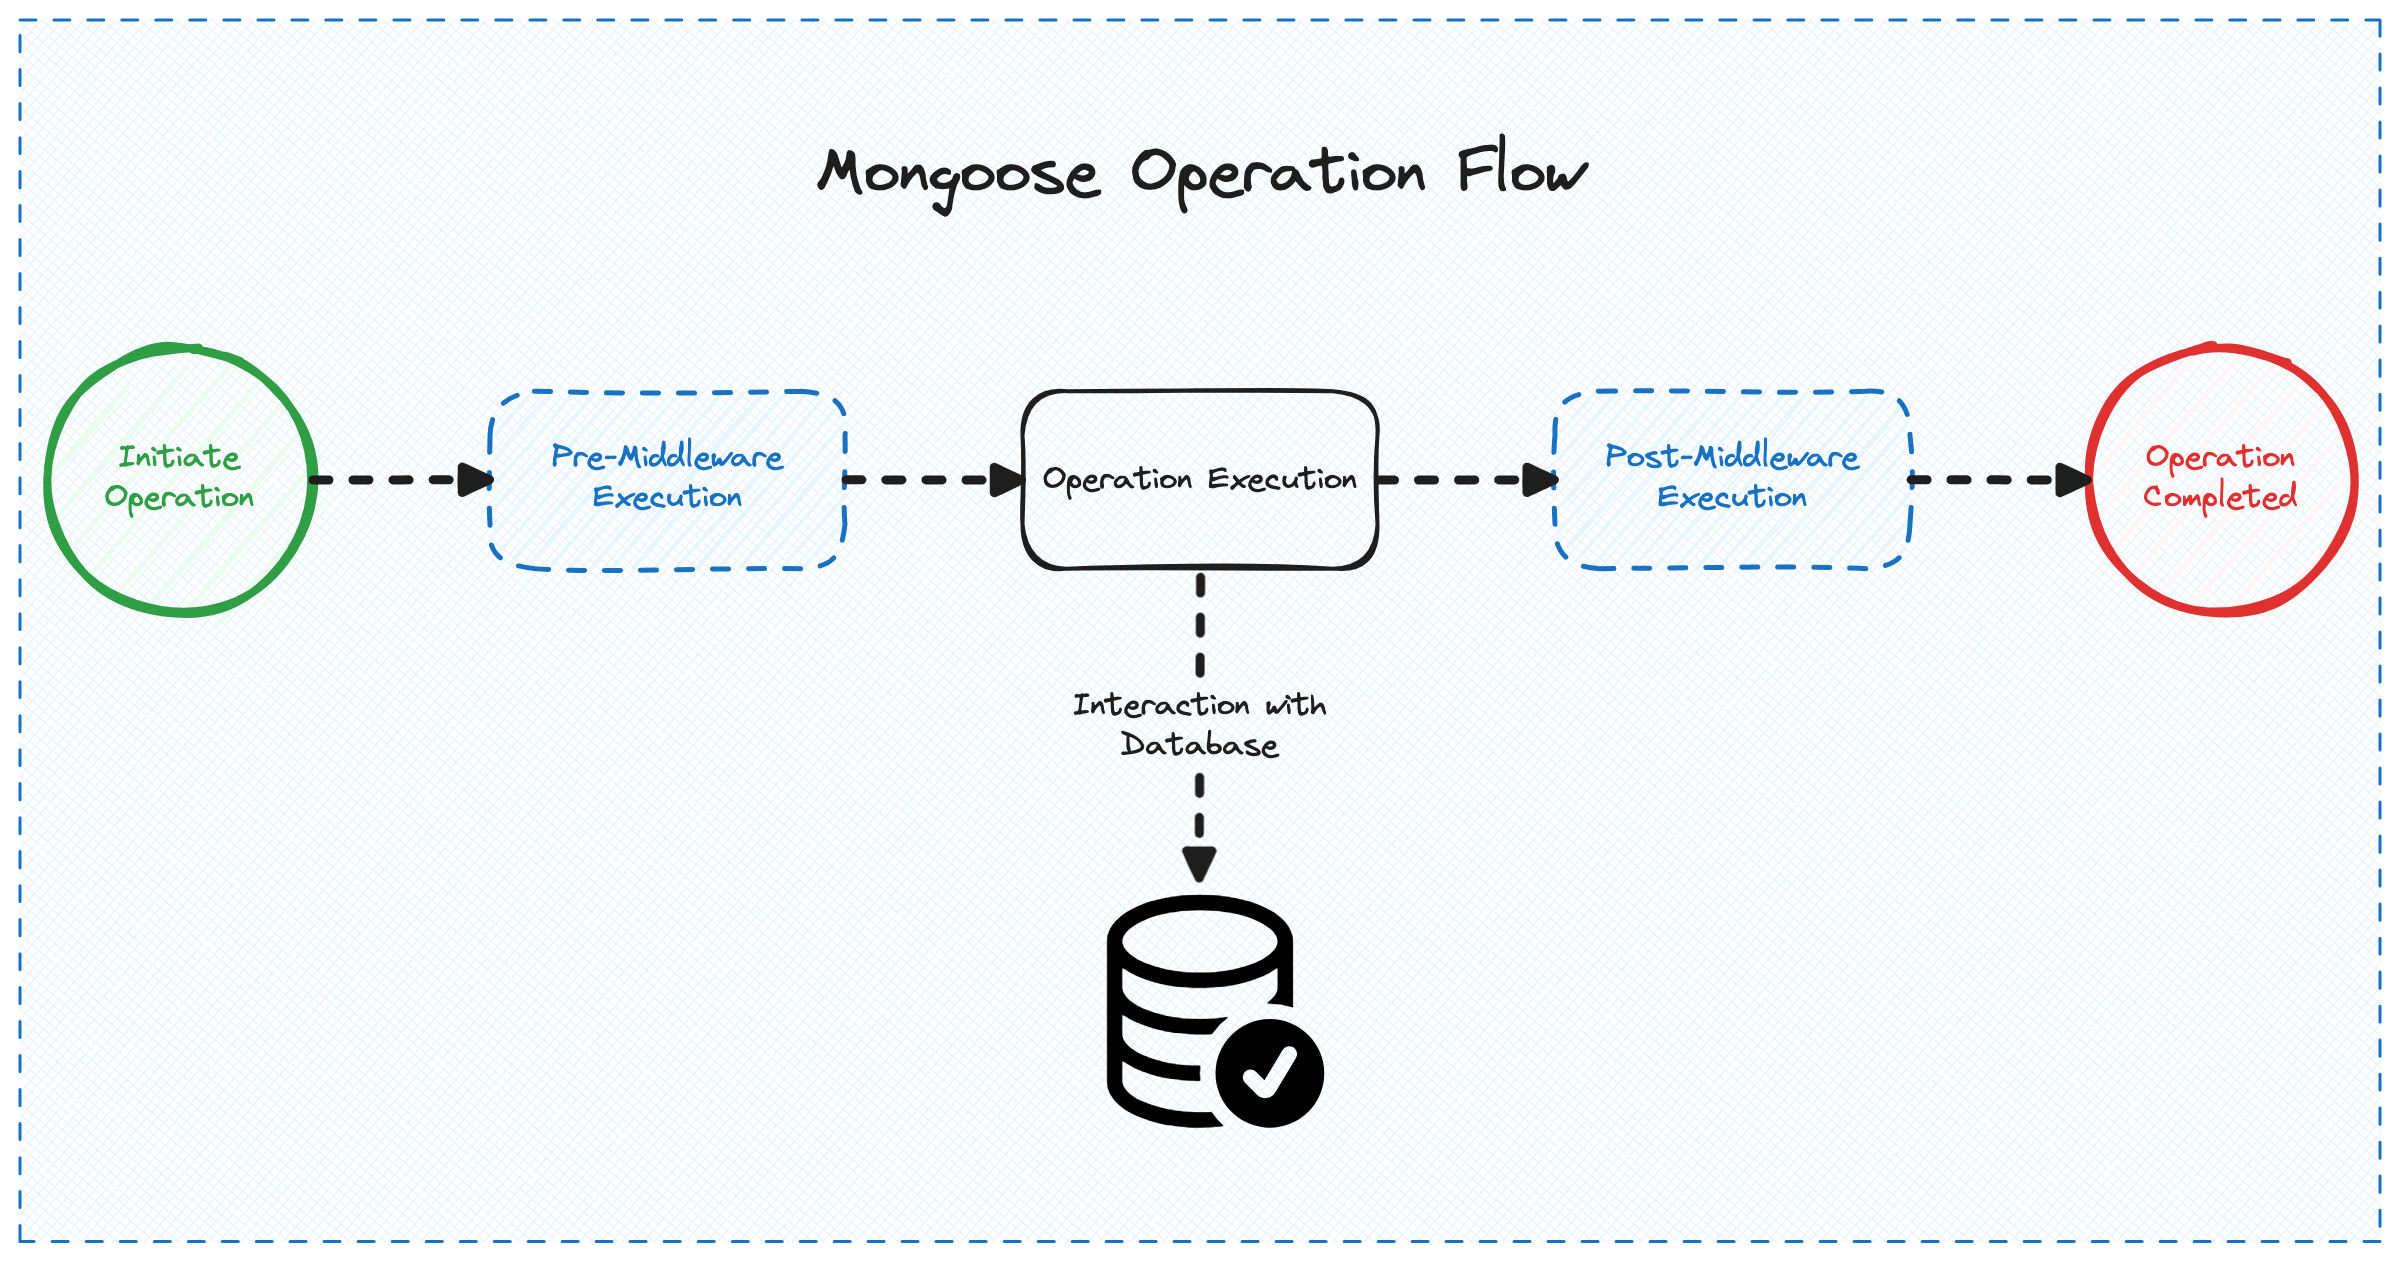 Mongoose Operation Flow
Initiate
Operation
Pre-Middleware
Execution
Operation Execution
Post-Middleware
Execution
Operation
Completed
Interaction with
Database